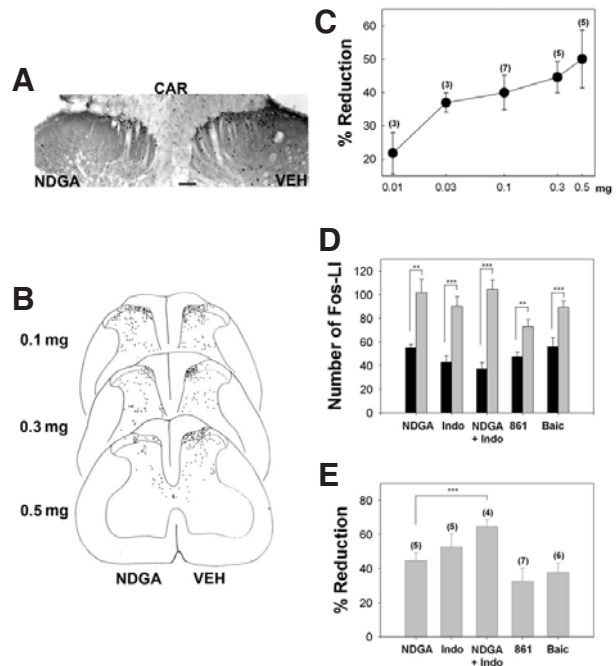 A
CAR
NDGA
VEH
B
0.1 mg
0.3 mg
0.5 mg
NDGA
VEH
C
% Reduction
60
50
40
30
20
(3)
(3)
(7)
(5)
(5)
0.01
0.03
0.1
0.3
0.5
mg
D
Number of Fos-LI
120
100
80
60
40
20
0
**
***
***
**
***
NDGA
Indo
NDGA
+ Indo
861
Baic
E
% Reduction
80
60
40
20
0
***
(5)
(5)
(4)
(7)
(6)
NDGA
Indo
NDGA
+ Indo
861
Baic